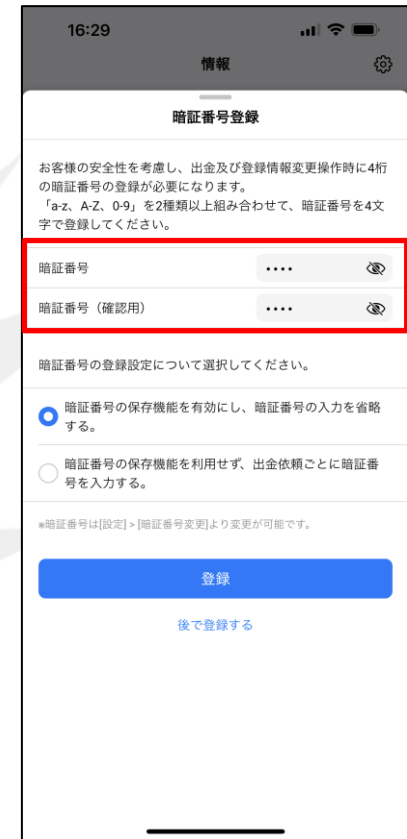 16:29
情報
暗証番号登録
お客様の安全性を考慮し、出金及び登録情報変更操作時に4桁
の暗証番号の登録が必要になります。
「a-z、A-Z、0-9」を2種類以上組み合わせて、暗証番号を4文
字で登録してください。
暗証番号 ••••
暗証番号（確認用） ••••
暗証番号の登録設定について選択してください。
暗証番号の保存機能を有効にし、暗証番号の入力を省略
する。
暗証番号の保存機能を利用せず、出金依頼ごとに暗証番
号を入力する。
※暗証番号は[設定] > [暗証番号変更]より変更が可能です。
登録
後で登録する